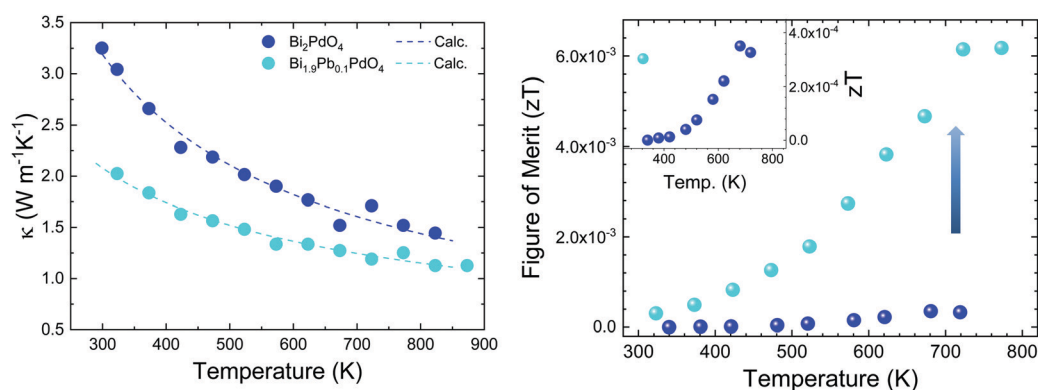 3.5
3.0
2.5
2.0
1.5
1.0
0.5
κ (W m⁻¹K⁻¹)
Bi₂PdO₄ Calc.
Bi₁.₉Pb₀.₁PdO₄ Calc.
300 400 500 600 700 800 900
Temperature (K)
6.0x10⁻³
4.0x10⁻³
2.0x10⁻³
0.0
Figure of Merit (zT)
4.0x10⁻⁴
2.0x10⁻⁴
0.0
zT
400 600 800
Temp. (K)
300 400 500 600 700 800
Temperature (K)